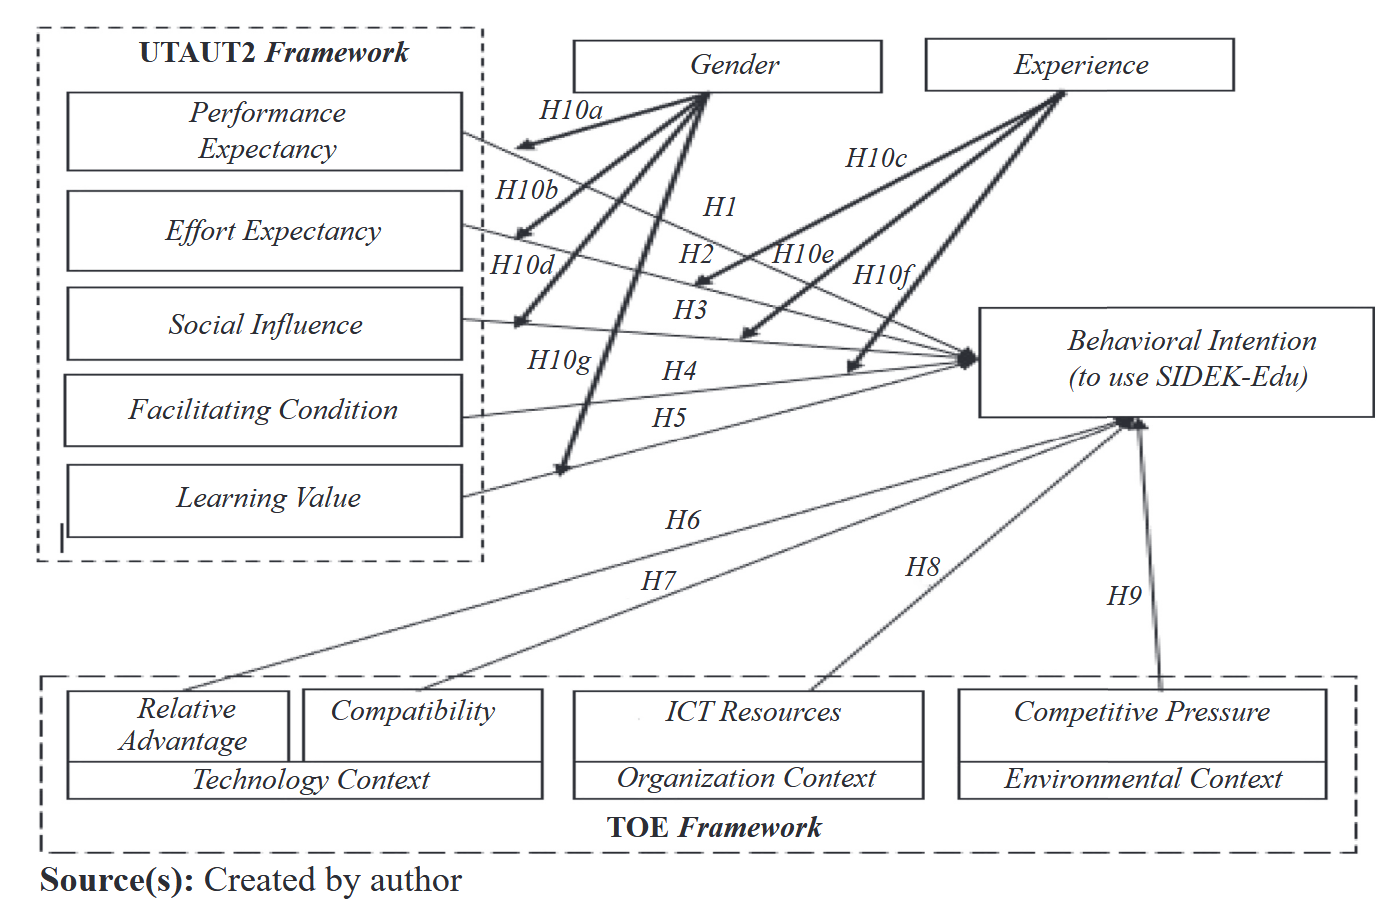 UTAUT2 Framework
Gender
Experience
Performance
Expectancy
H10a
H10c
H10b
H1
Effort Expectancy
H2
H10e
H10d
H10f
H3
Social Influence
Behavioral Intention
(to use SIDEK-Edu)
H10g
H4
Facilitating Condition
H5
Learning Value
H6
H7
H8
H9
Relative
Advantage
Compatibility
ICT Resources
Competitive Pressure
Technology Context
Organization Context
Environmental Context
TOE Framework
Source(s): Created by author